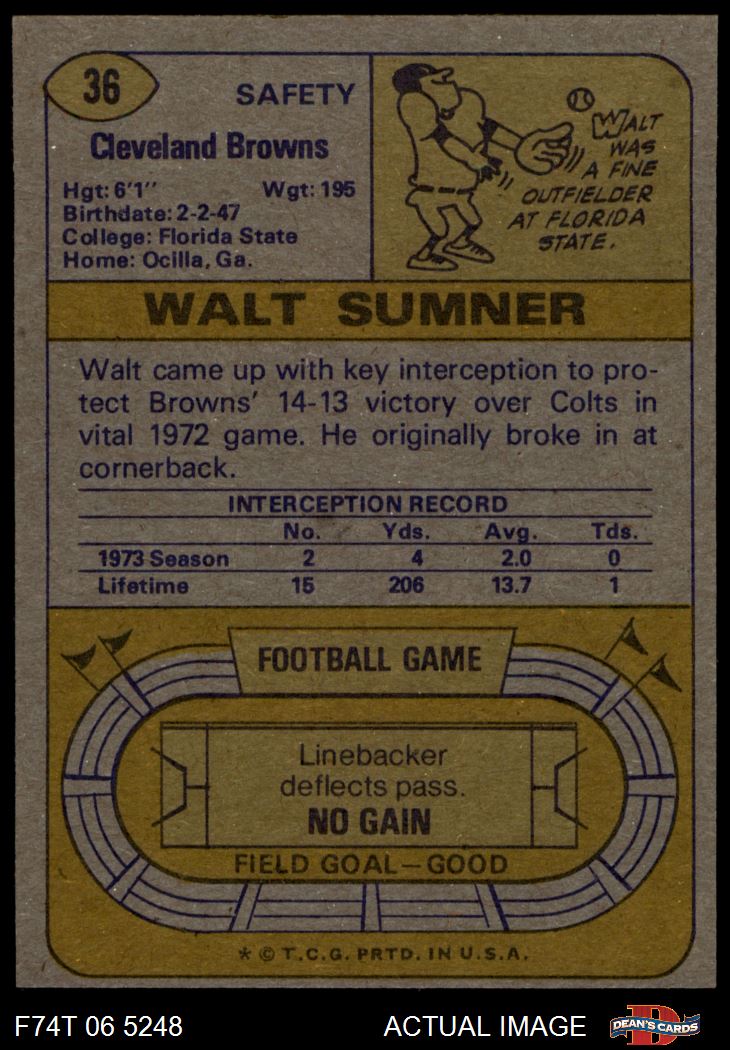 36
SAFETY
Cleveland Browns
Hgt: 6'1" Wgt: 195
Birthdate: 2-2-47
College: Florida State
Home: Ocilla, Ga.
WALT
WAS
A FINE
OUTFIELDER
AT FLORIDA
STATE.
WALT SUMNER
Walt came up with key interception to pro-
tect Browns' 14-13 victory over Colts in
vital 1972 game. He originally broke in at
cornerback.
INTERCEPTION RECORD
No. Yds. Avg. Tds.
1973 Season 2 4 2.0 0
Lifetime 15 206 13.7 1
FOOTBALL GAME
Linebacker
deflects pass.
NO GAIN
FIELD GOAL—GOOD
* © T.C.G. PRTD. IN U.S.A.
F74T 06 5248 ACTUAL IMAGE
D
DEAN'S CARDS